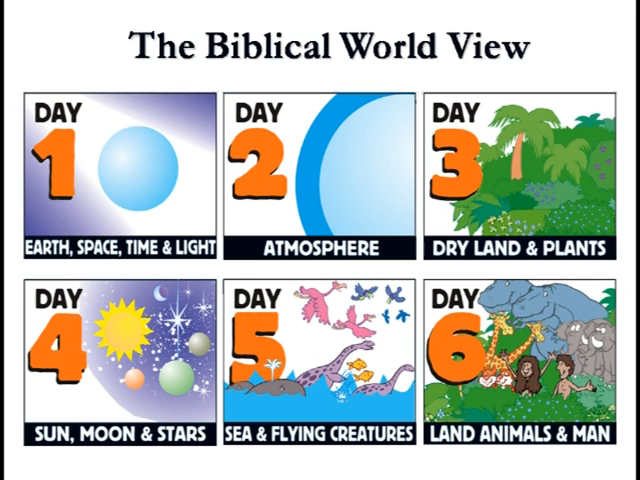 The Biblical World View
DAY
1
EARTH, SPACE, TIME & LIGHT
DAY
2
ATMOSPHERE
DAY
3
DRY LAND & PLANTS
DAY
4
SUN, MOON & STARS
DAY
5
SEA & FLYING CREATURES
DAY
6
LAND ANIMALS & MAN